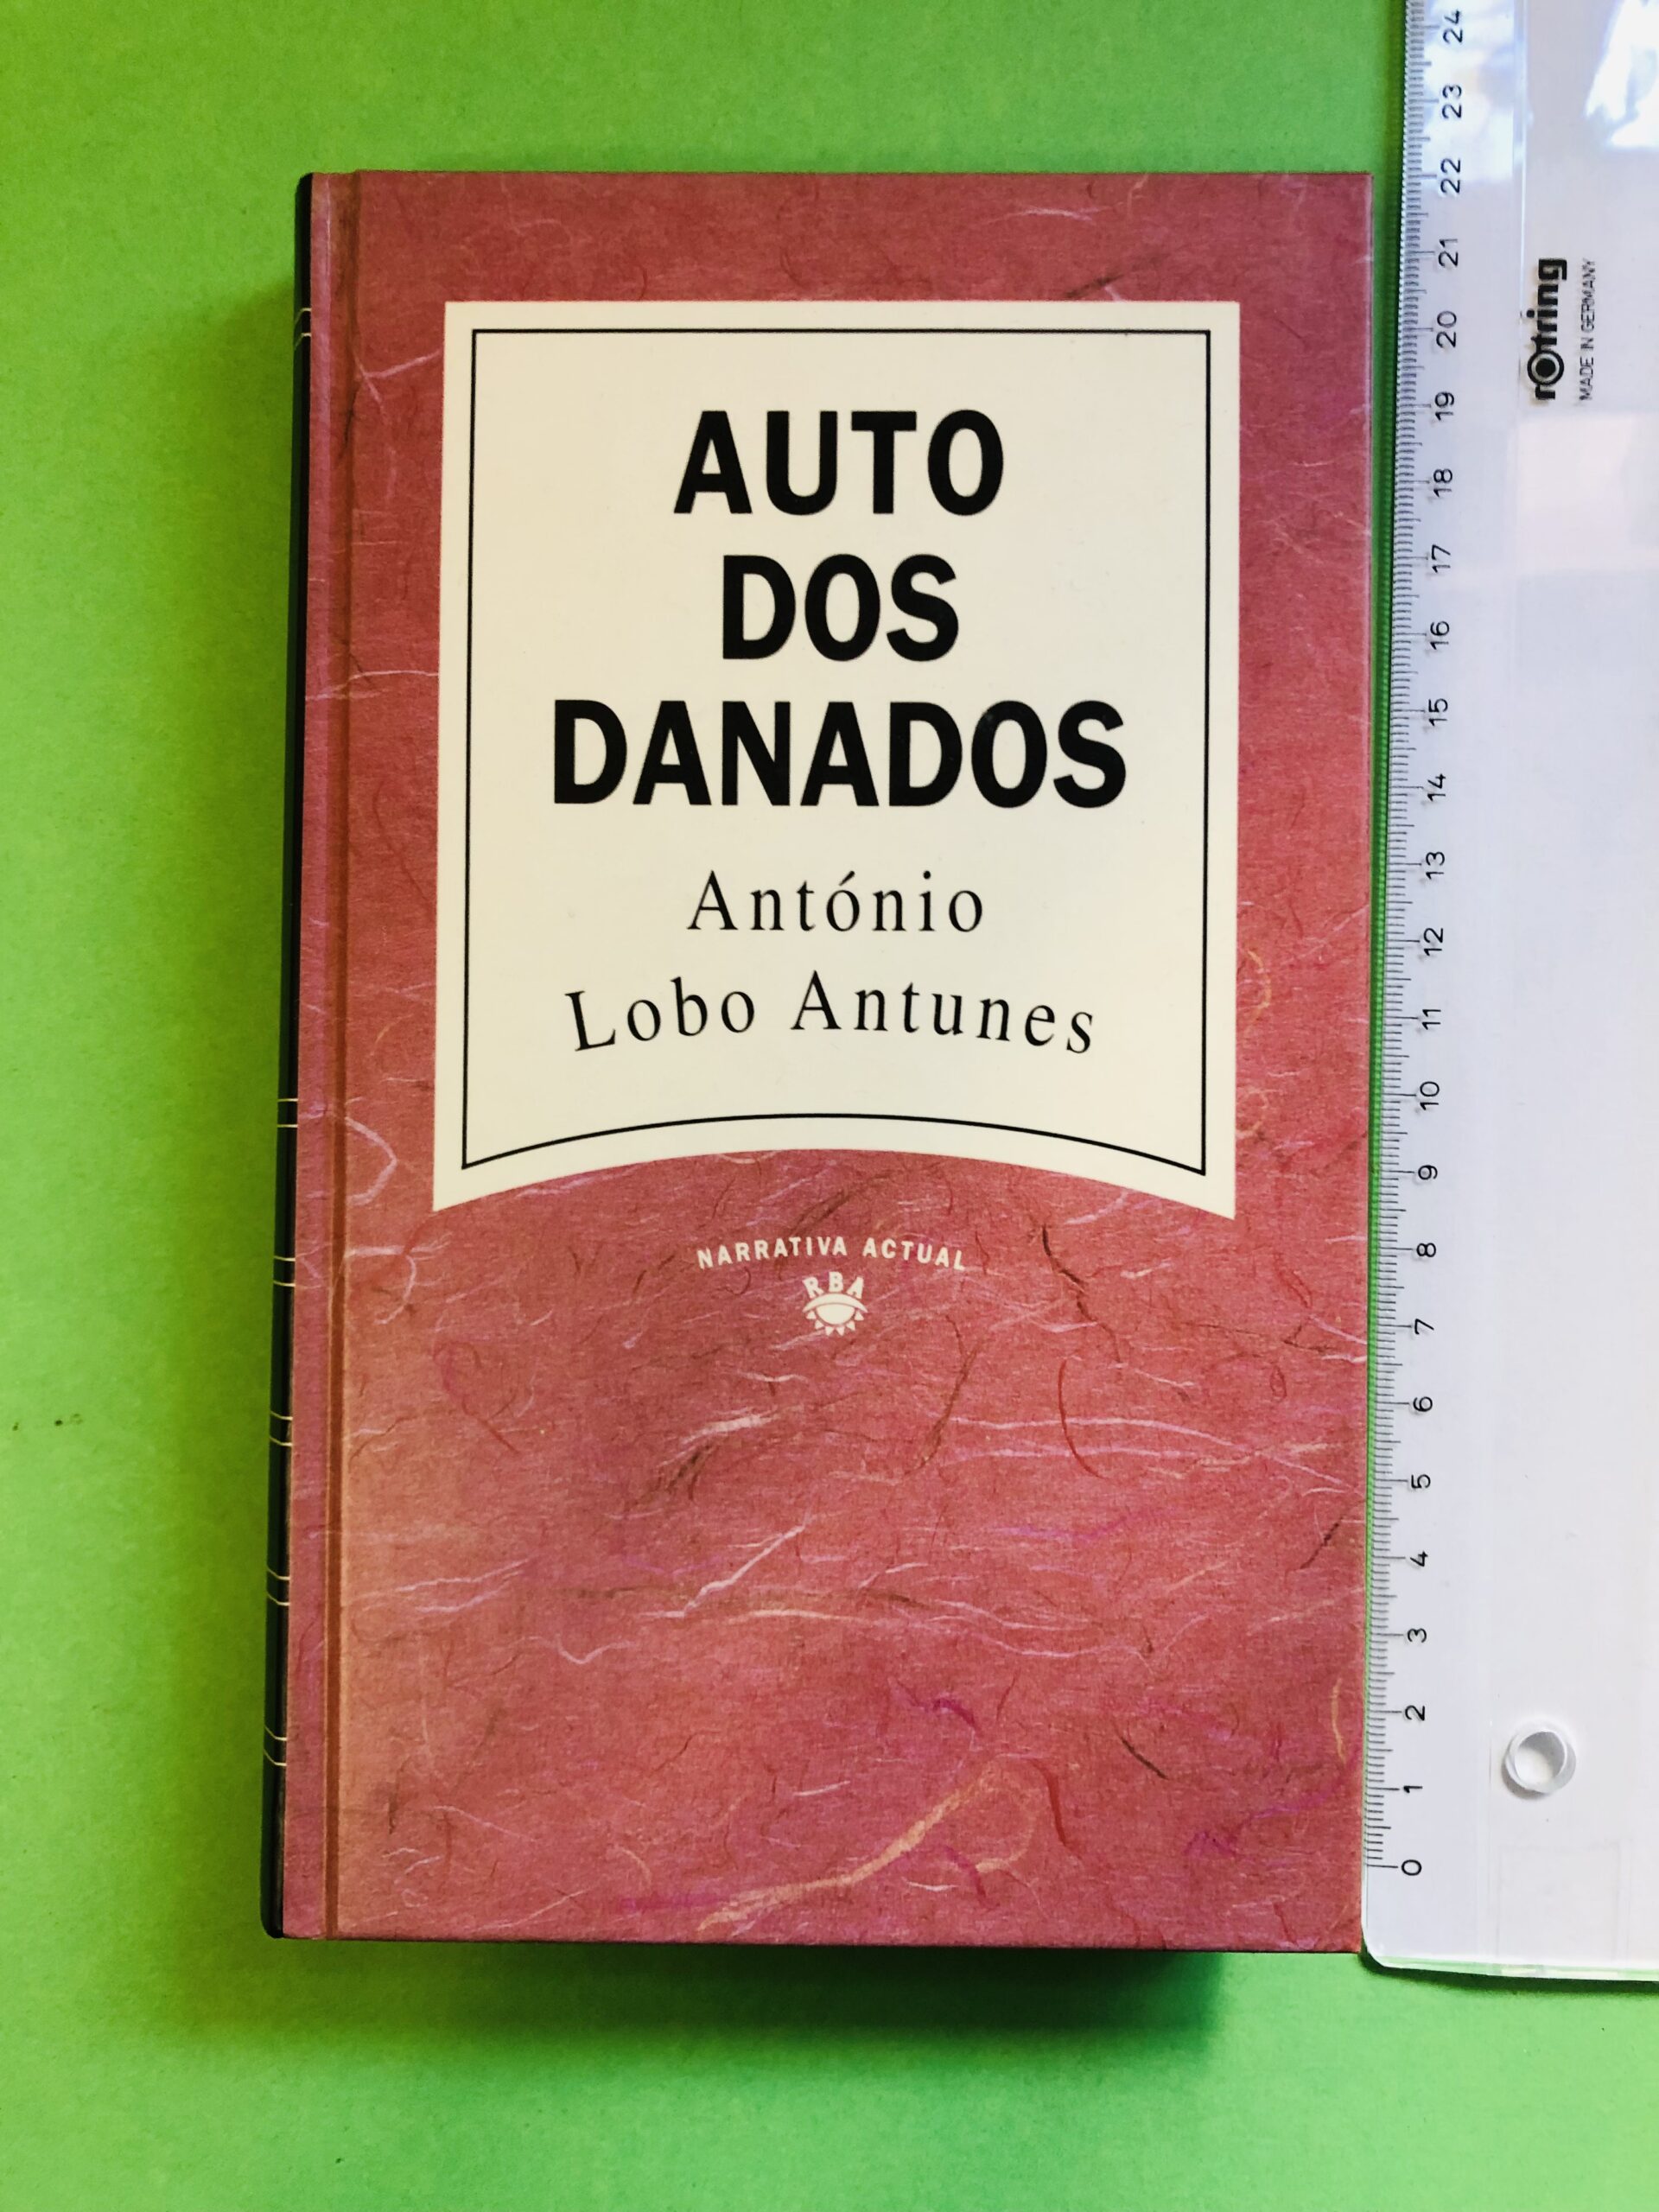 AUTO
DOS
DANADOS
António
Lobo Antunes
NARRATIVA ACTUAL
RBA
24
23
22
21
20
19
18
17
16
15
14
13
12
11
10
9
8
7
6
5
4
3
2
1
0
rotring
MADE IN GERMANY